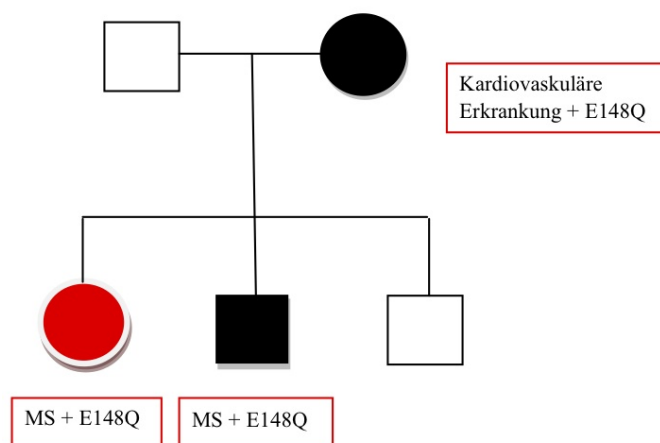 Kardiovaskuläre
Erkrankung + E148Q
MS + E148Q
MS + E148Q